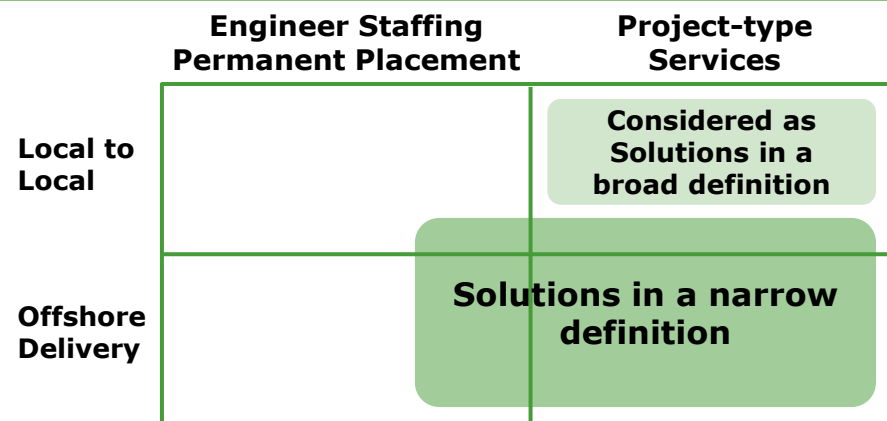 Engineer Staffing
Permanent Placement
Project-type
Services
Local to
Local
Considered as
Solutions in a
broad definition
Offshore
Delivery
Solutions in a narrow
definition